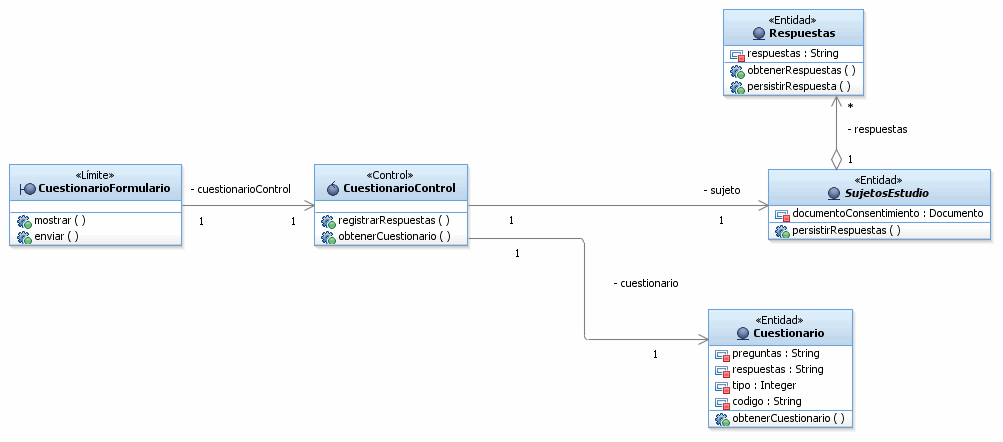 «Entidad»
Respuestas
respuestas : String
obtenerRespuestas ( )
persistirRespuesta ( )
*
- respuestas
1
«Límite»
CuestionarioFormulario
mostrar ( )
enviar ( )
- cuestionarioControl
1
1
«Control»
CuestionarioControl
registrarRespuestas ( )
obtenerCuestionario ( )
- sujeto
1
1
«Entidad»
SujetosEstudio
documentoConsentimiento : Documento
persistirRespuestas ( )
1
- cuestionario
1
«Entidad»
Cuestionario
preguntas : String
respuestas : String
tipo : Integer
codigo : String
obtenerCuestionario ( )